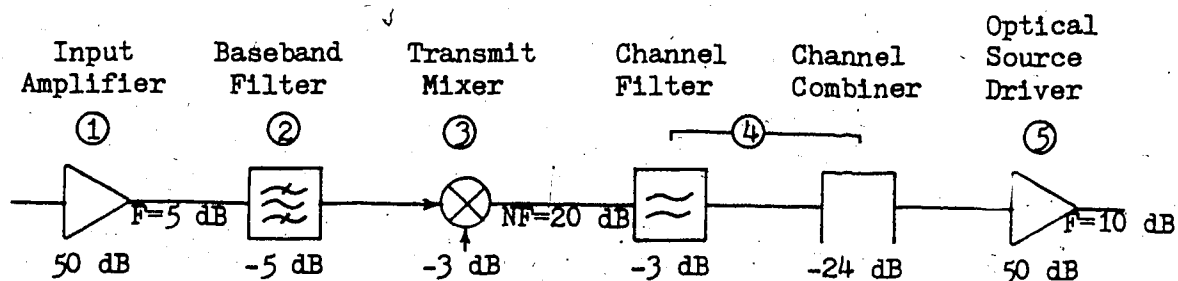 Input Amplifier
Baseband Filter
Transmit Mixer
Channel Filter
Channel Combiner
Optical Source Driver
① ② ③ ④ ⑤
F=5 dB NF=20 dB F=10 dB
50 dB -5 dB -3 dB -3 dB -24 dB 50 dB